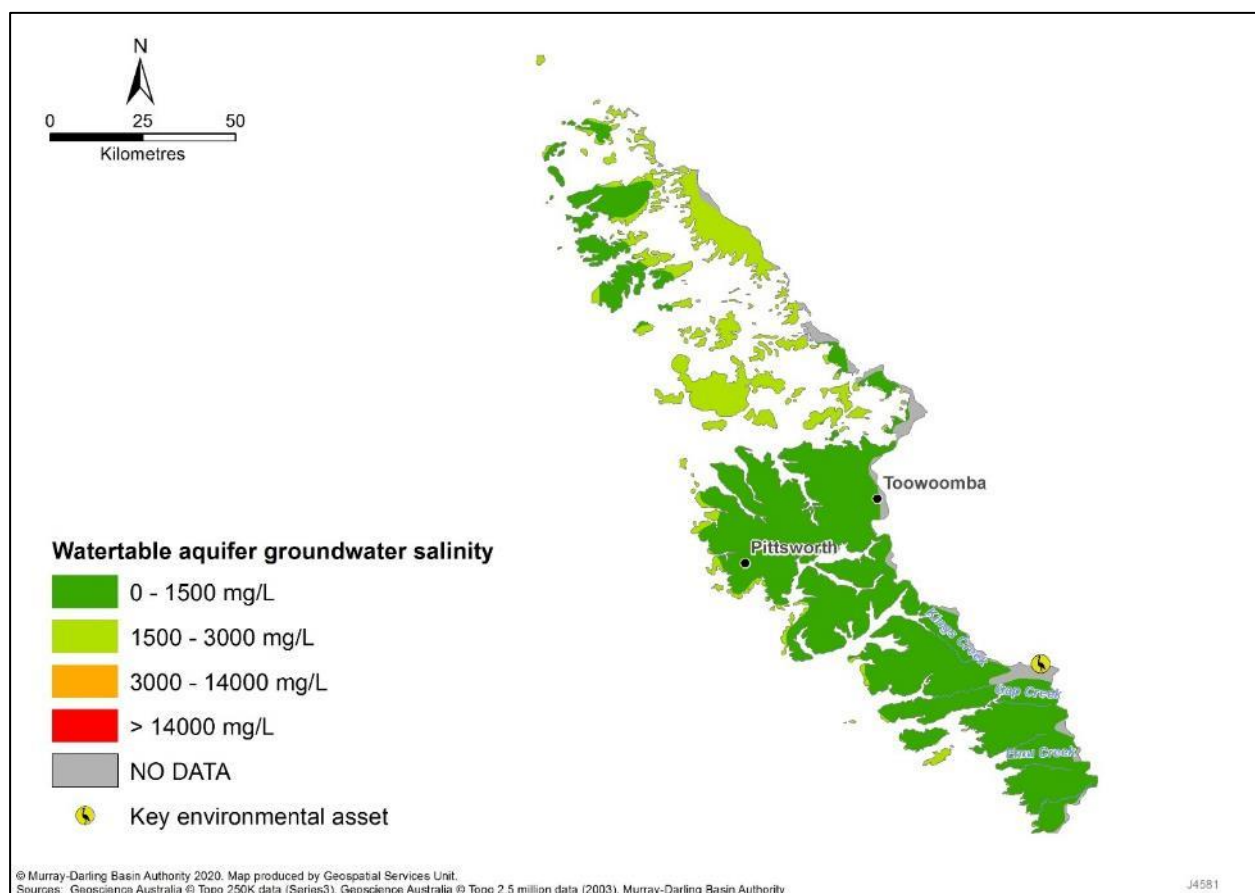 N
0 25 50
Kilometres
Toowoomba
Pittsworth
Kings Creek
Gap Creek
Emu Creek
Watertable aquifer groundwater salinity
0 - 1500 mg/L
1500 - 3000 mg/L
3000 - 14000 mg/L
> 14000 mg/L
NO DATA
Key environmental asset
© Murray-Darling Basin Authority 2020. Map produced by Geospatial Services Unit.
Sources: Geoscience Australia © Topo 250K data (Series3), Geoscience Australia © Topo 2.5 million data (2003), Murray-Darling Basin Authority
J4581